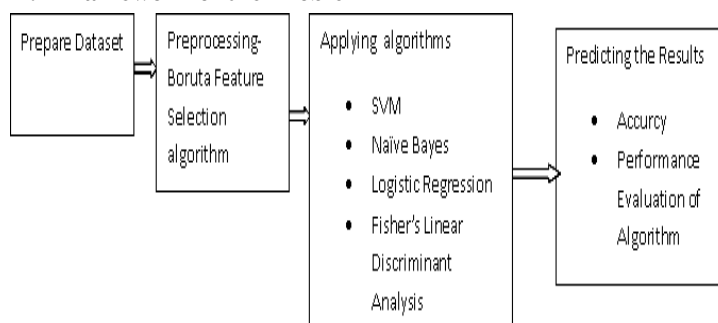 Prepare Dataset
Preprocessing-
Boruta Feature
Selection
algorithm
Applying algorithms
• SVM
• Naïve Bayes
• Logistic Regression
• Fisher's Linear
Discriminant
Analysis
Predicting the Results
• Accurcy
• Performance
Evaluation of
Algorithm